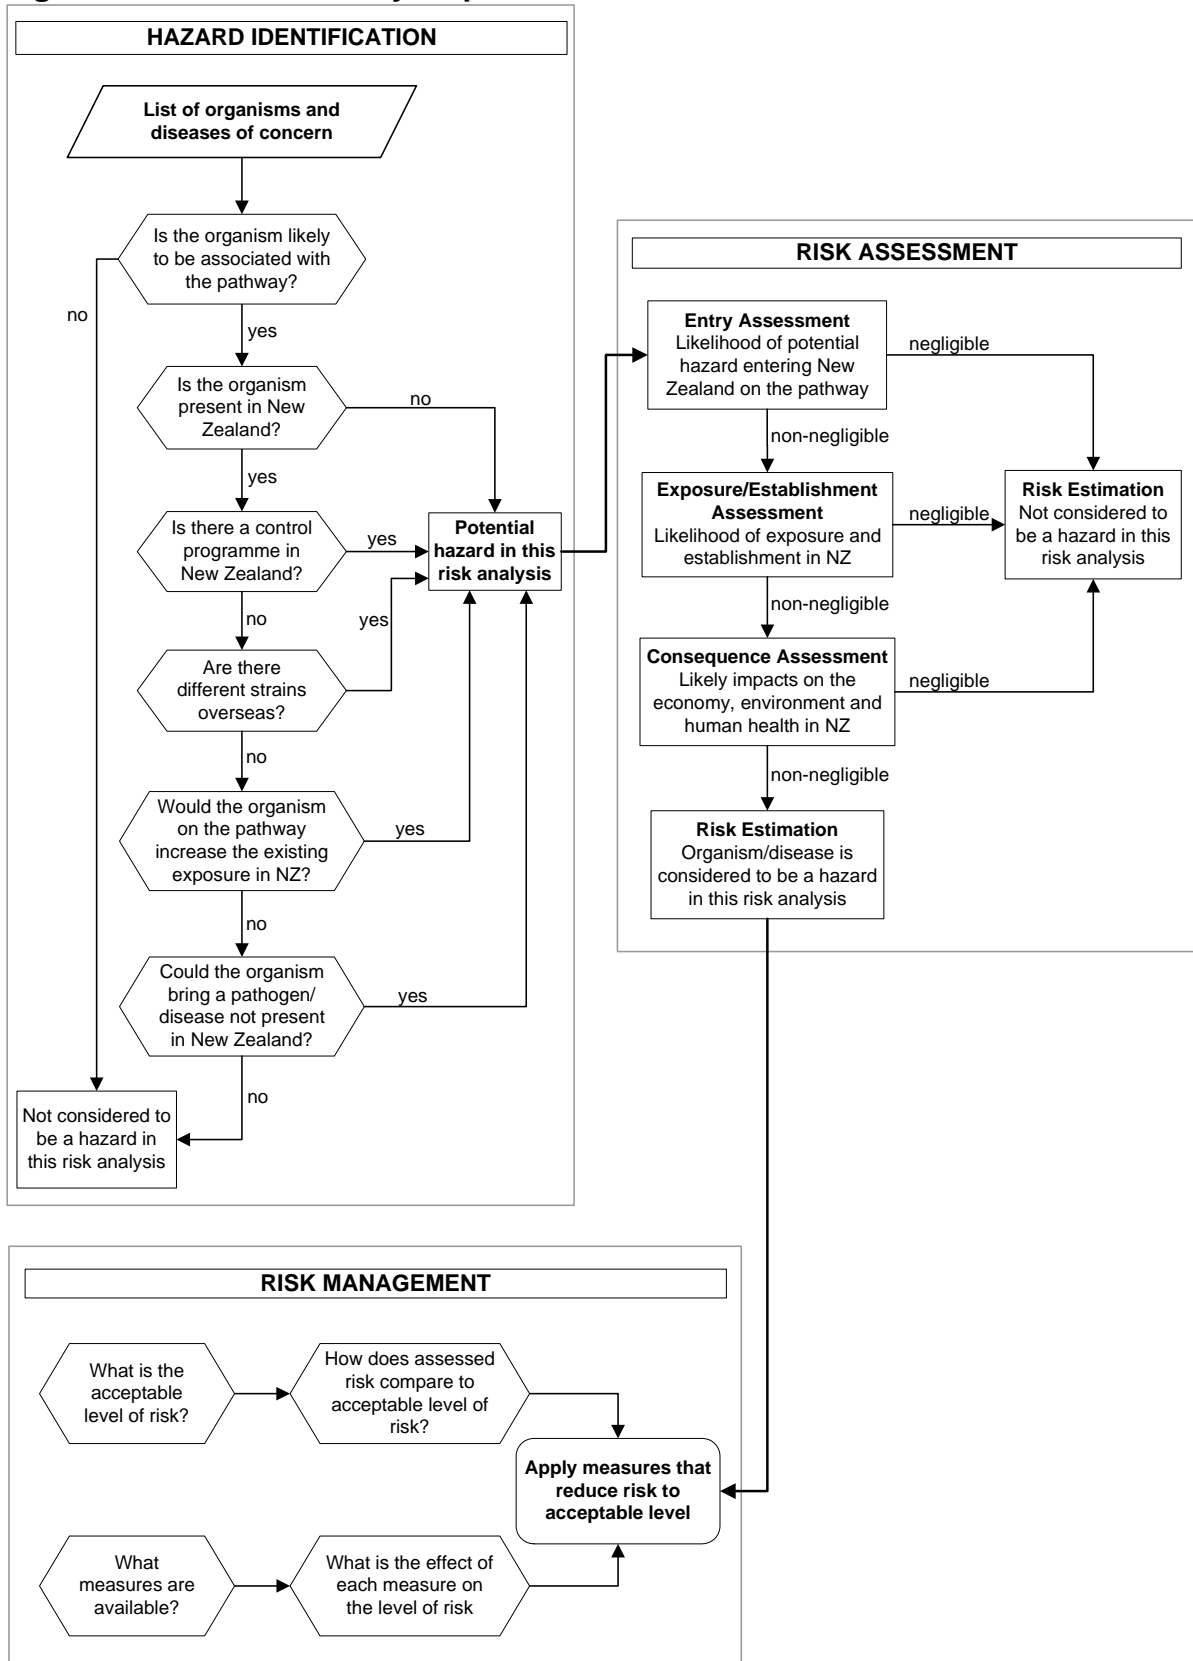 HAZARD IDENTIFICATION
List of organisms and
diseases of concern
Is the organism likely
to be associated with
the pathway?
no
yes
Is the organism
present in New
Zealand?
no
yes
Is there a control
programme in
New Zealand?
yes
Potential
hazard in this
risk analysis
no
yes
Are there
different strains
overseas?
no
Would the organism
on the pathway
increase the existing
exposure in NZ?
yes
no
Could the organism
bring a pathogen/
disease not present
in New Zealand?
yes
no
Not considered to
be a hazard in
this risk analysis
RISK ASSESSMENT
Entry Assessment
Likelihood of potential
hazard entering New
Zealand on the pathway
negligible
non-negligible
Exposure/Establishment
Assessment
Likelihood of exposure and
establishment in NZ
negligible
Risk Estimation
Not considered to
be a hazard in this
risk analysis
non-negligible
Consequence Assessment
Likely impacts on the
economy, environment and
human health in NZ
negligible
non-negligible
Risk Estimation
Organism/disease is
considered to be a hazard
in this risk analysis
RISK MANAGEMENT
What is the
acceptable
level of risk?
How does assessed
risk compare to
acceptable level of
risk?
Apply measures that
reduce risk to
acceptable level
What
measures are
available?
What is the effect of
each measure on
the level of risk